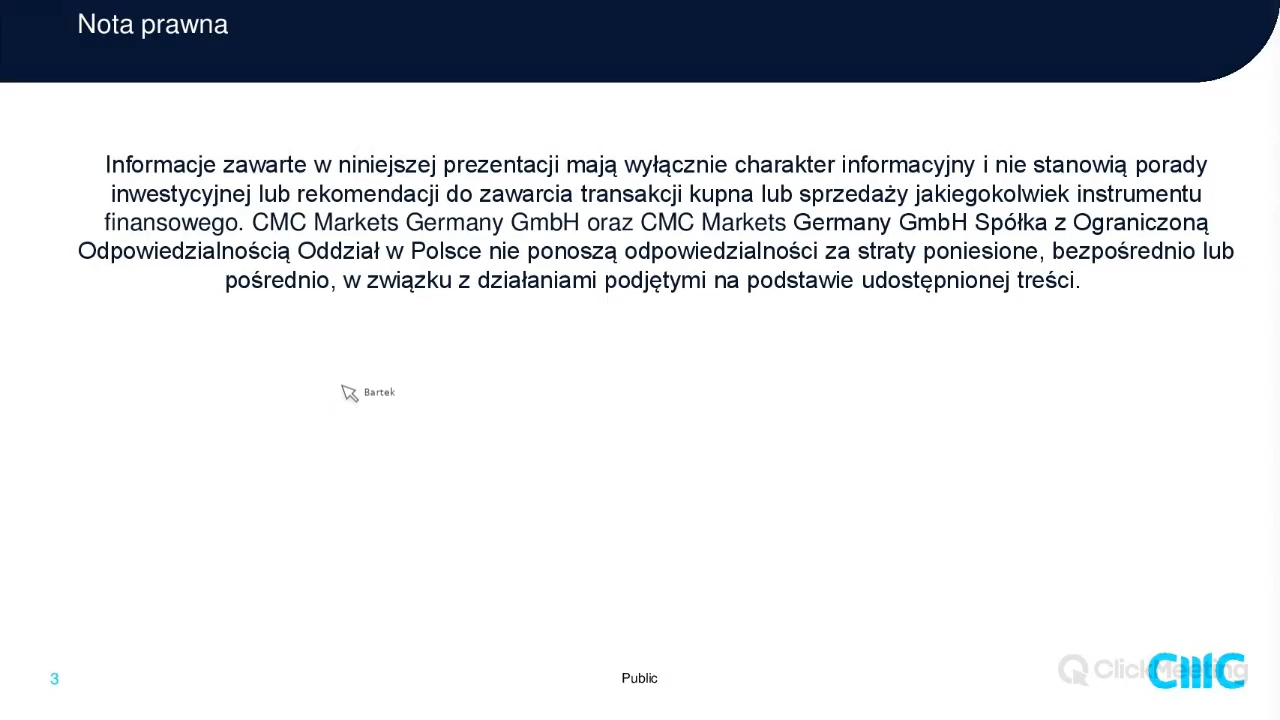 Nota prawna
Informacje zawarte w niniejszej prezentacji mają wyłącznie charakter informacyjny i nie stanowią porady
inwestycyjnej lub rekomendacji do zawarcia transakcji kupna lub sprzedaży jakiegokolwiek instrumentu
finansowego. CMC Markets Germany GmbH oraz CMC Markets Germany GmbH Spółka z Ograniczoną
Odpowiedzialnością Oddział w Polsce nie ponoszą odpowiedzialności za straty poniesione, bezpośrednio lub
pośrednio, w związku z działaniami podjętymi na podstawie udostępnionej treści.
Bartek
3
Public
ClickMeeting
CMC